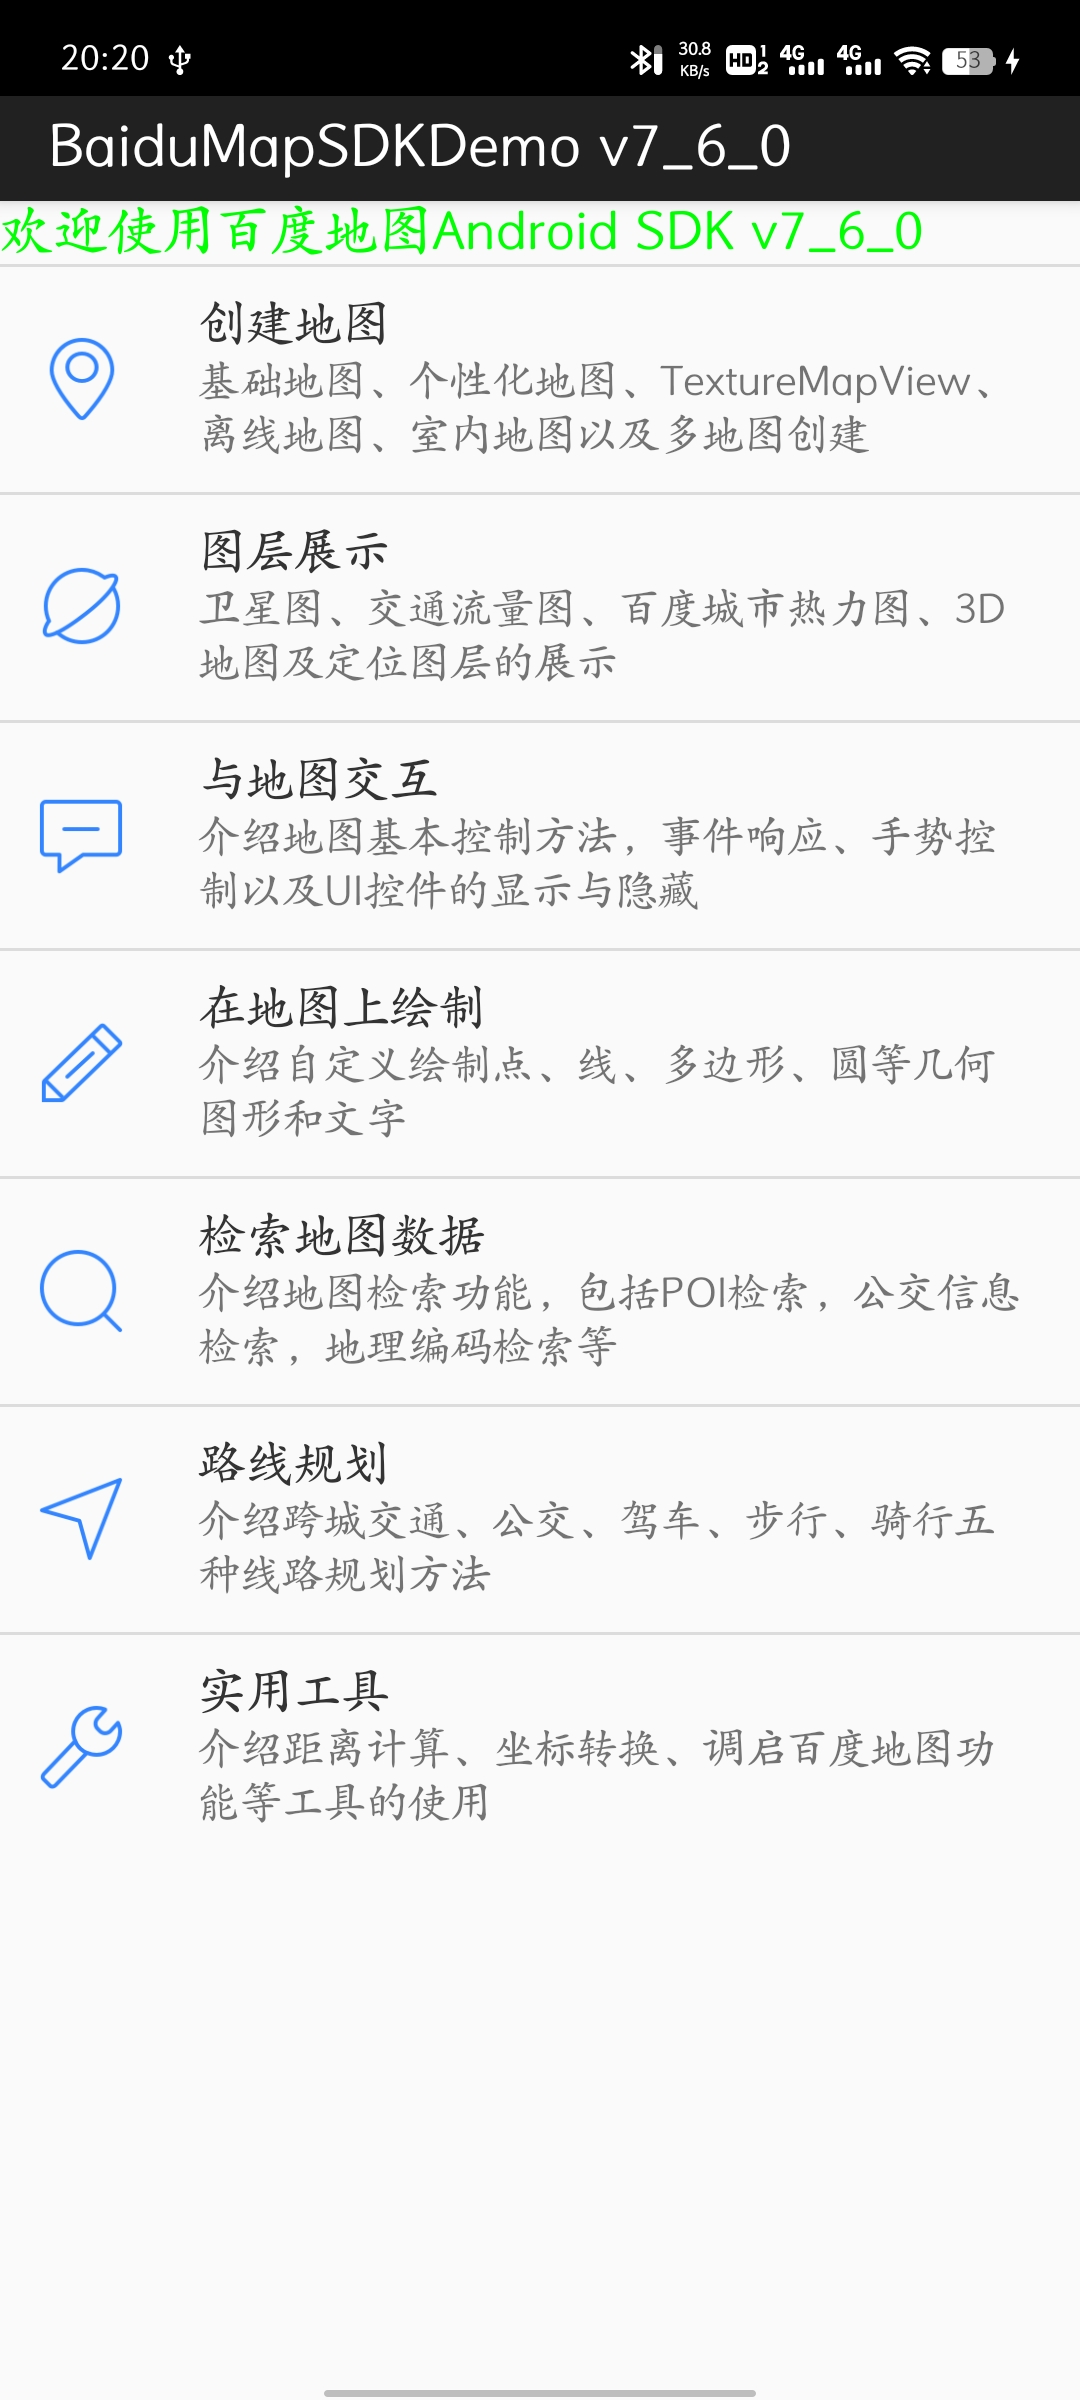 20:20 30.8 KB/s HD 1 2 4G 4G 53
BaiduMapSDKDemo v7_6_0
欢迎使用百度地图Android SDK v7_6_0
创建地图
基础地图、个性化地图、TextureMapView、
离线地图、室内地图以及多地图创建
图层展示
卫星图、交通流量图、百度城市热力图、3D
地图及定位图层的展示
与地图交互
介绍地图基本控制方法，事件响应、手势控
制以及UI控件的显示与隐藏
在地图上绘制
介绍自定义绘制点、线、多边形、圆等几何
图形和文字
检索地图数据
介绍地图检索功能，包括POI检索，公交信息
检索，地理编码检索等
路线规划
介绍跨城交通、公交、驾车、步行、骑行五
种线路规划方法
实用工具
介绍距离计算、坐标转换、调启百度地图功
能等工具的使用